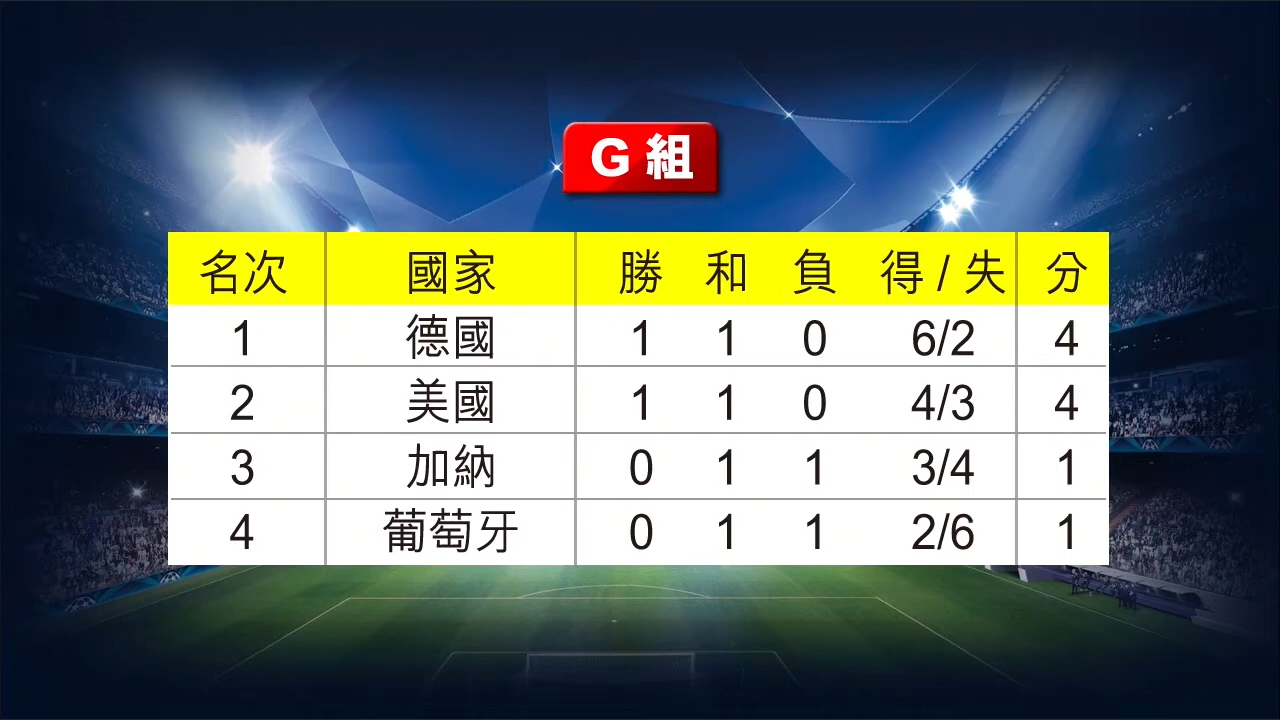 G 組
名次 國家 勝 和 負 得 / 失 分
1 德國 1 1 0 6/2 4
2 美國 1 1 0 4/3 4
3 加納 0 1 1 3/4 1
4 葡萄牙 0 1 1 2/6 1